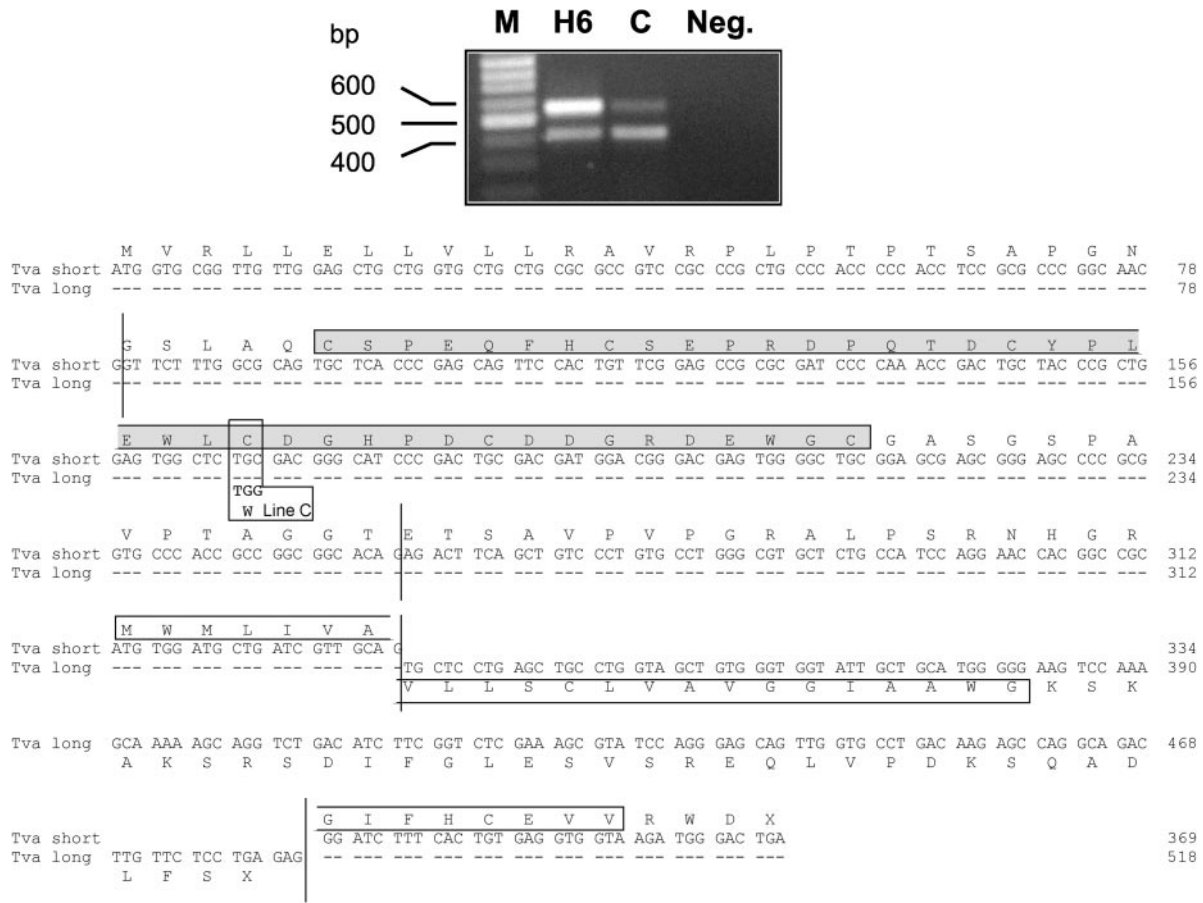 M H6 C Neg.
bp
600
500
400
M V R L L E L L V L L R A V R P L P T P T S A P G N
Tva short ATG GTG CGG TTG TTG GAG CTG CTG GTG CTG CTG CGC GCC GTC CGC CCG CTG CCC ACC CCC ACC TCC GCG CCC GGC AAC 78
Tva long --- --- --- --- --- --- --- --- --- --- --- --- --- --- --- --- --- --- --- --- --- --- --- --- --- --- 78
G S L A Q C S P E Q F H C S E P R D P Q T D C Y P L
Tva short GGT TCT TTG GCG CAG TGC TCA CCC GAG CAG TTC CAC TGT TCG GAG CCG CGC GAT CCC CAA ACC GAC TGC TAC CCG CTG 156
Tva long --- --- --- --- --- --- --- --- --- --- --- --- --- --- --- --- --- --- --- --- --- --- --- --- --- --- 156
E W L C D G H P D C D D G R D E W G C G A S G S P A
Tva short GAG TGG CTC TGC GAC GGG CAT CCC GAC TGC GAC GAT GGA CGG GAC GAG TGG GGC TGC GGA GCG AGC GGG AGC CCC GCG 234
Tva long --- --- --- --- --- --- --- --- --- --- --- --- --- --- --- --- --- --- --- --- --- --- --- --- --- --- 234
TGG
W Line C
V P T A G G T E T S A V P V P G R A L P S R N H G R
Tva short GTG CCC ACC GCC GGC GGC ACA GAG ACT TCA GCT GTC CCT GTG CCT GGG CGT GCT CTG CCA TCC AGG AAC CAC GGC CGC 312
Tva long --- --- --- --- --- --- --- --- --- --- --- --- --- --- --- --- --- --- --- --- --- --- --- --- --- --- 312
M W M L I V A
Tva short ATG TGG ATG CTG ATC GTT GCA G 334
Tva long --- --- --- --- --- --- --- -TGC TCC TGA GCT GCC TGG TAG CTG TGG GTG GTA TTG CTG CAT GGG GGG AAG TCC AAA 390
V L L S C L V A V G G I A A W G K S K
Tva long GCA AAA AGC AGG TCT GAC ATC TTC GGT CTC GAA AGC GTA TCC AGG GAG CAG TTG GTG CCT GAC AAG AGC CAG GCA GAC 468
A K S R S D I F G L E S V S R E Q L V P D K S Q A D
G I F H C E V V R W D X
Tva short GG ATC TTT CAC TGT GAG GTG GTA AGA TGG GAC TGA 369
Tva long TTG TTC TCC TGA GAG -- --- --- --- --- --- --- --- --- --- --- --- 518
L F S X